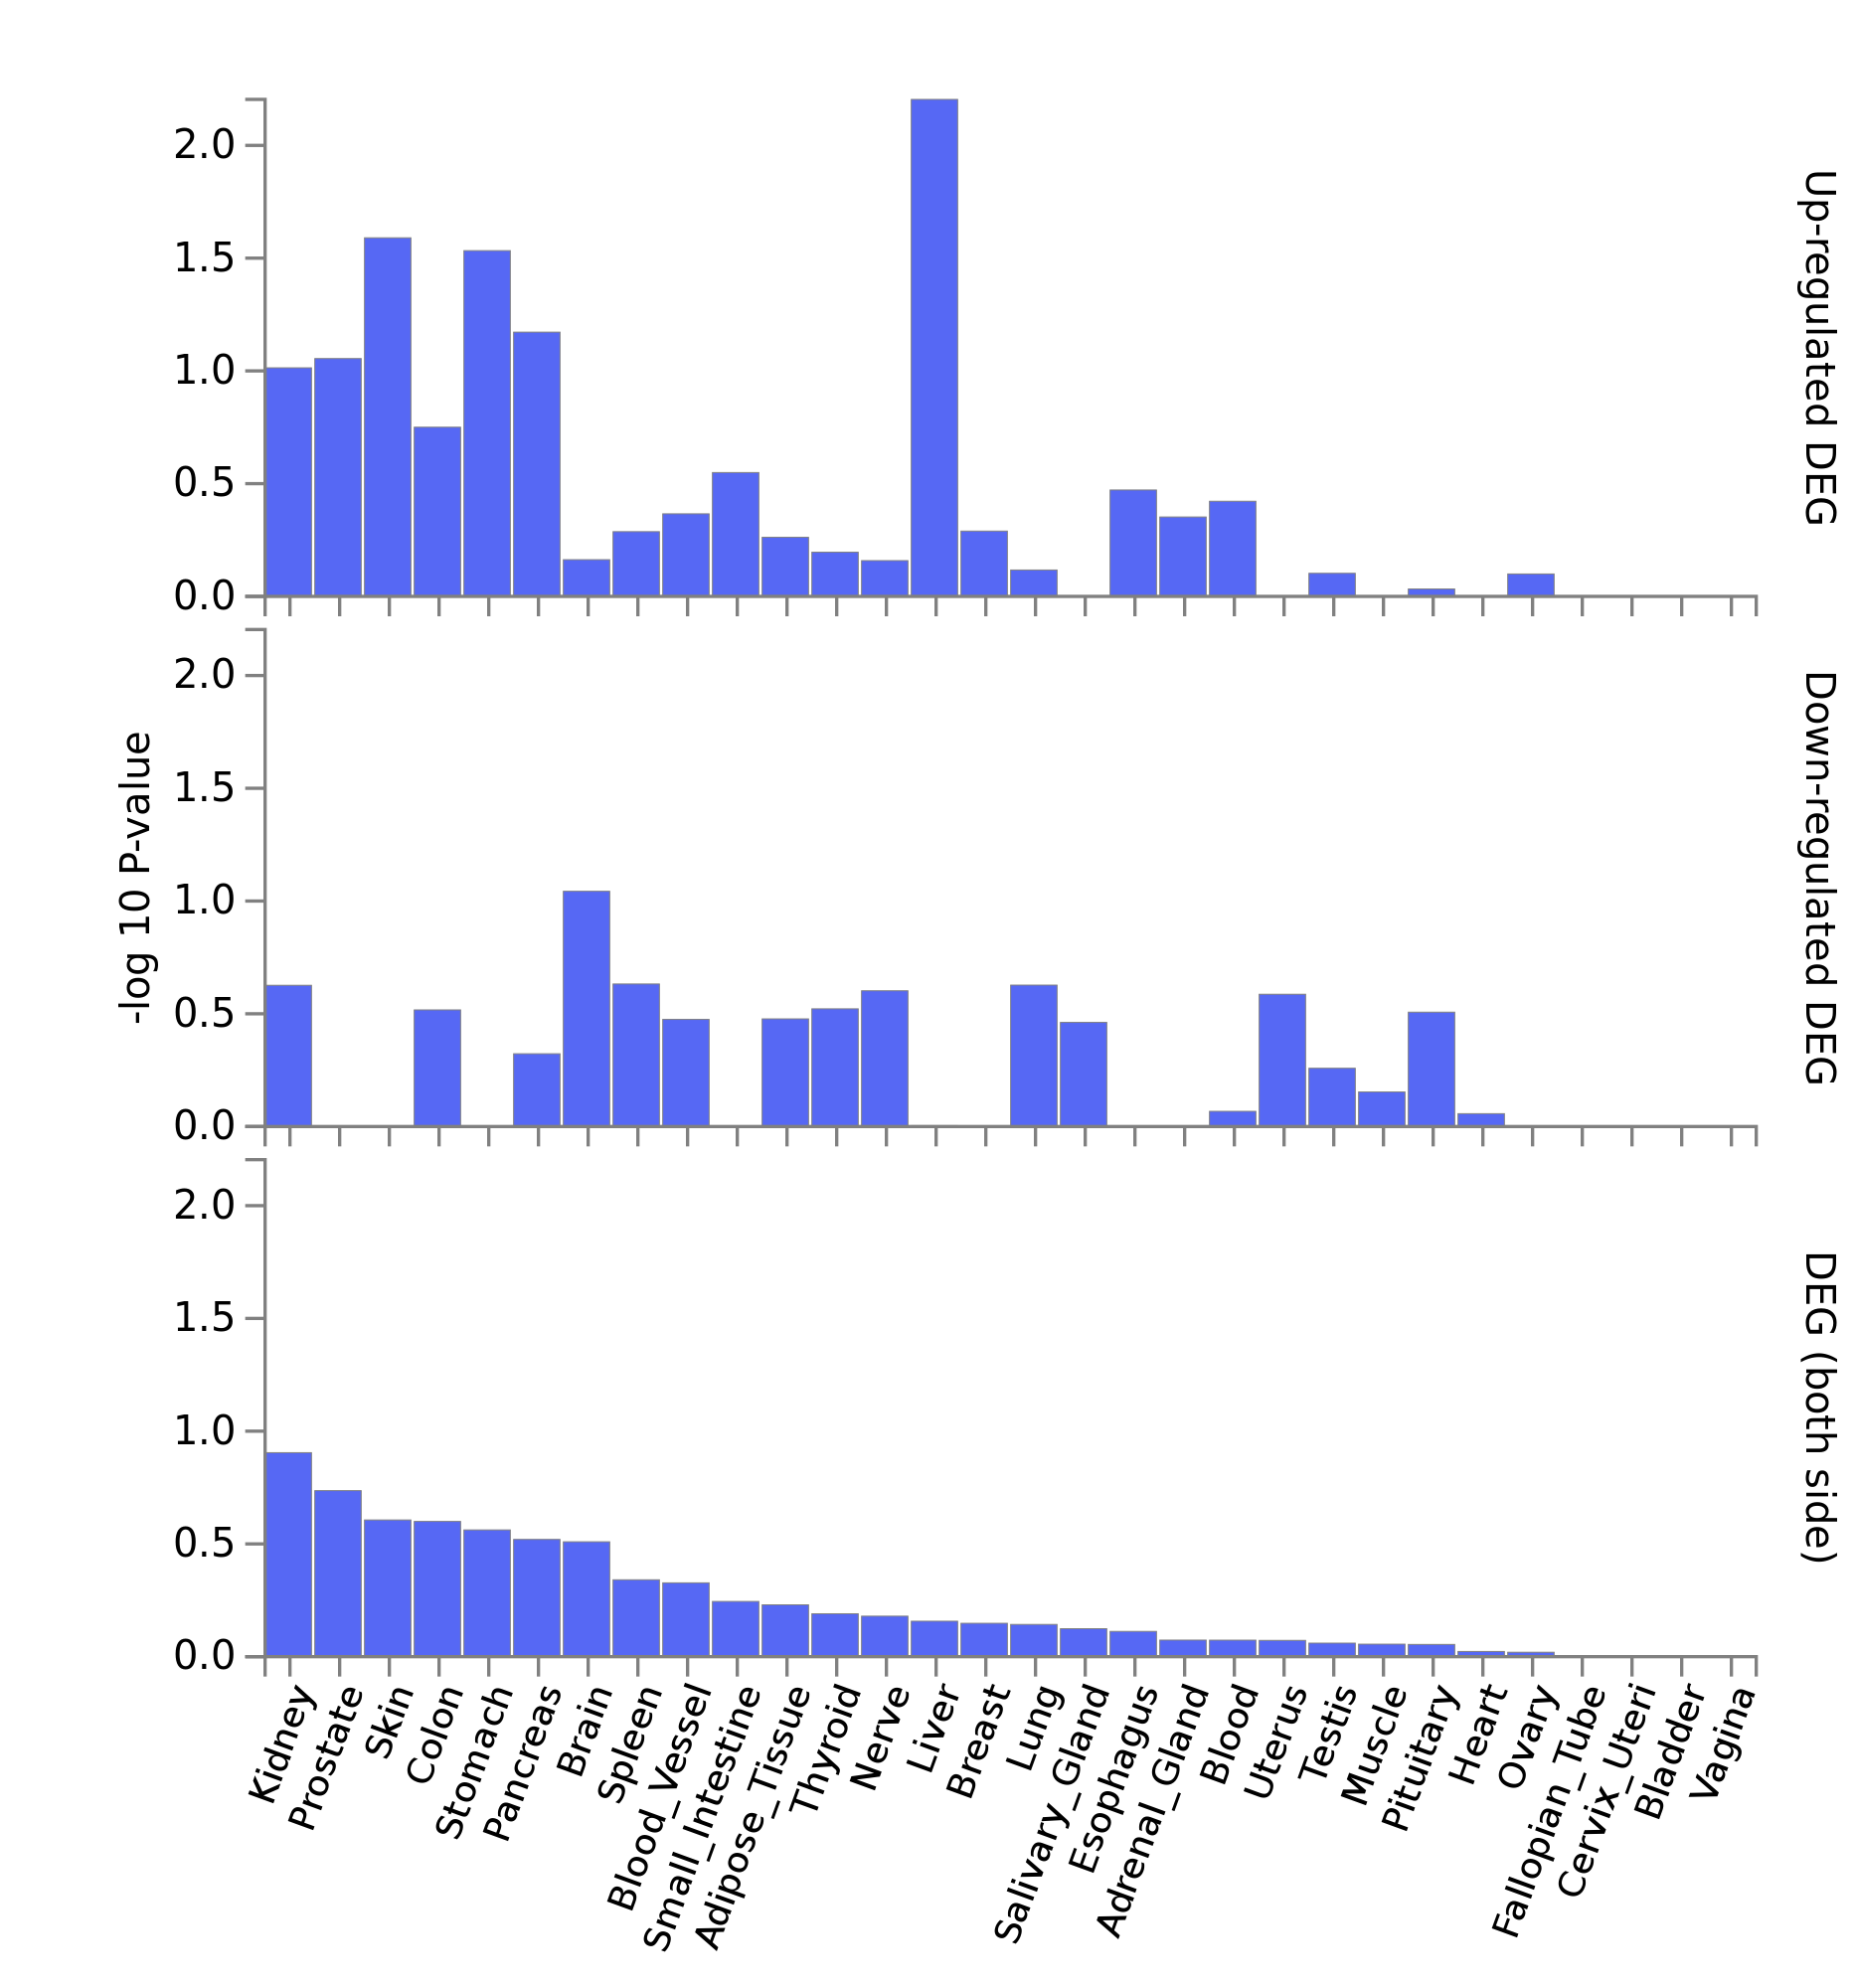 2.0
1.5
1.0
0.5
0.0
Up-regulated DEG
2.0
1.5
1.0
0.5
0.0
-log 10 P-value
Down-regulated DEG
2.0
1.5
1.0
0.5
0.0
DEG (both side)
Kidney
Prostate
Skin
Colon
Stomach
Pancreas
Brain
Spleen
Blood_Vessel
Small_Intestine
Adipose_Tissue
Thyroid
Nerve
Liver
Breast
Lung
Salivary_Gland
Esophagus
Adrenal_Gland
Blood
Uterus
Testis
Muscle
Pituitary
Heart
Ovary
Fallopian_Tube
Cervix_Uteri
Bladder
Vagina